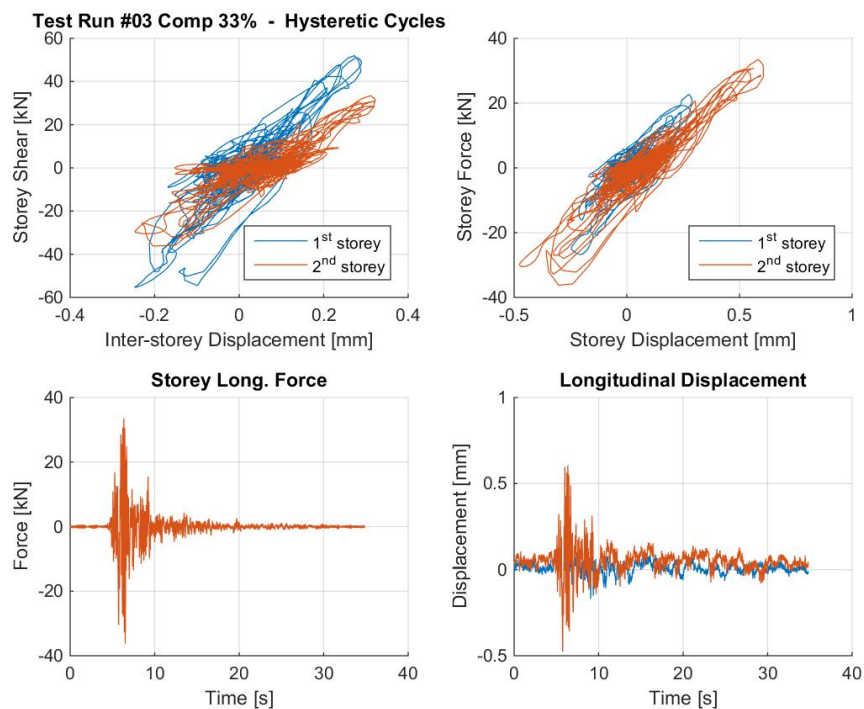 Test Run #03 Comp 33% - Hysteretic Cycles
Storey Shear [kN]
60
40
20
0
-20
-40
-60
-0.4
-0.2
0
0.2
0.4
Inter-storey Displacement [mm]
1st storey
2nd storey
Storey Force [kN]
40
20
0
-20
-40
-0.5
0
0.5
1
Storey Displacement [mm]
1st storey
2nd storey
Storey Long. Force
Force [kN]
40
20
0
-20
-40
0
10
20
30
40
Time [s]
Longitudinal Displacement
Displacement [mm]
1
0.5
0
-0.5
0
10
20
30
40
Time [s]